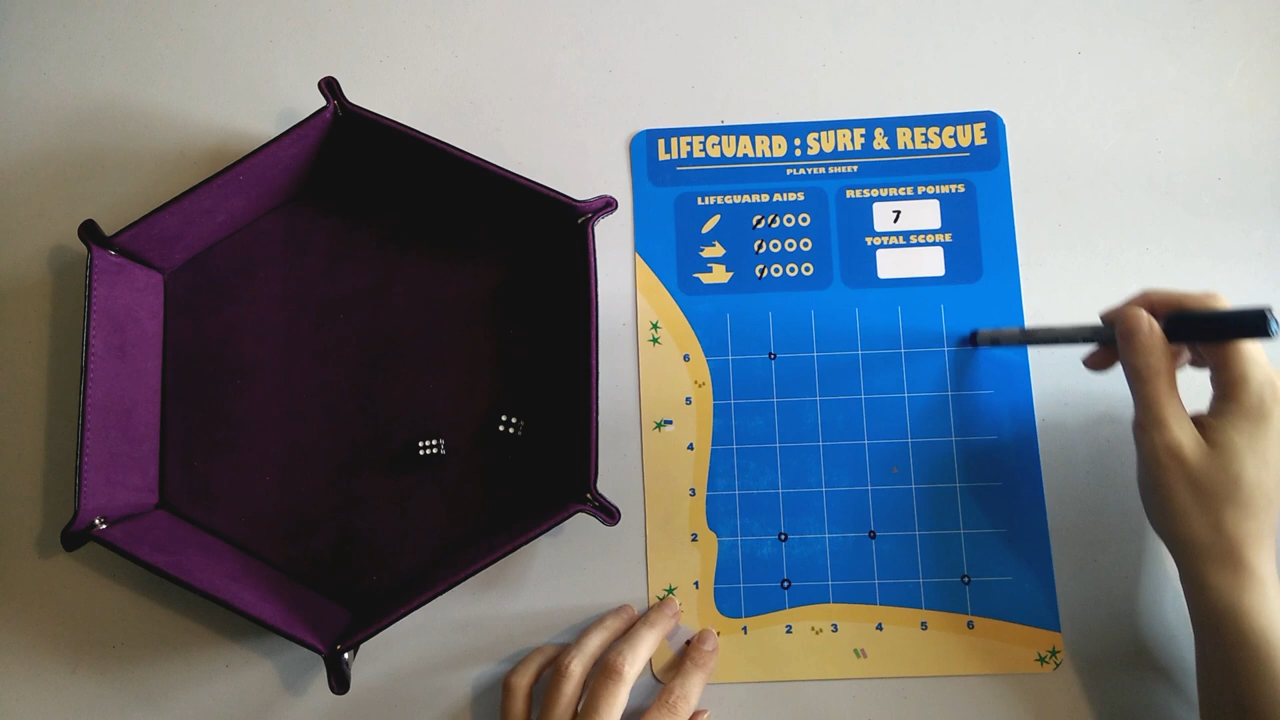 LIFEGUARD : SURF & RESCUE
PLAYER SHEET
LIFEGUARD AIDS
RESOURCE POINTS
7
TOTAL SCORE
6
5
4
3
2
1
1 2 3 4 5 6